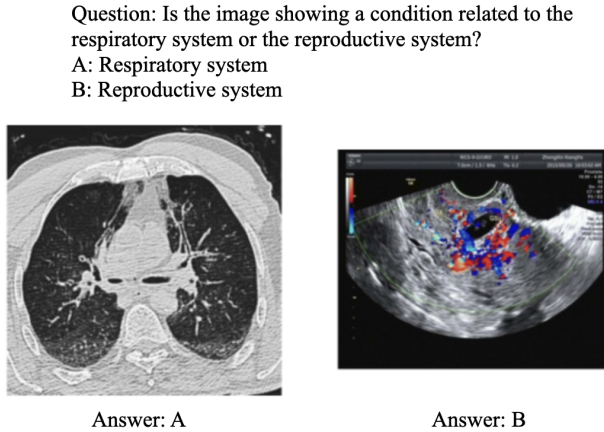 Question: Is the image showing a condition related to the
respiratory system or the reproductive system?
A: Respiratory system
B: Reproductive system
Answer: A
Answer: B